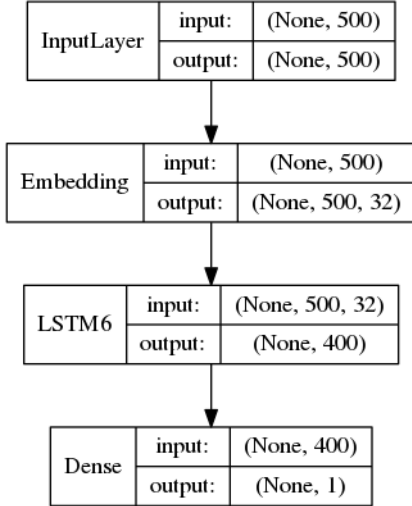 InputLayer input: (None, 500)
output: (None, 500)
Embedding input: (None, 500)
output: (None, 500, 32)
LSTM6 input: (None, 500, 32)
output: (None, 400)
Dense input: (None, 400)
output: (None, 1)